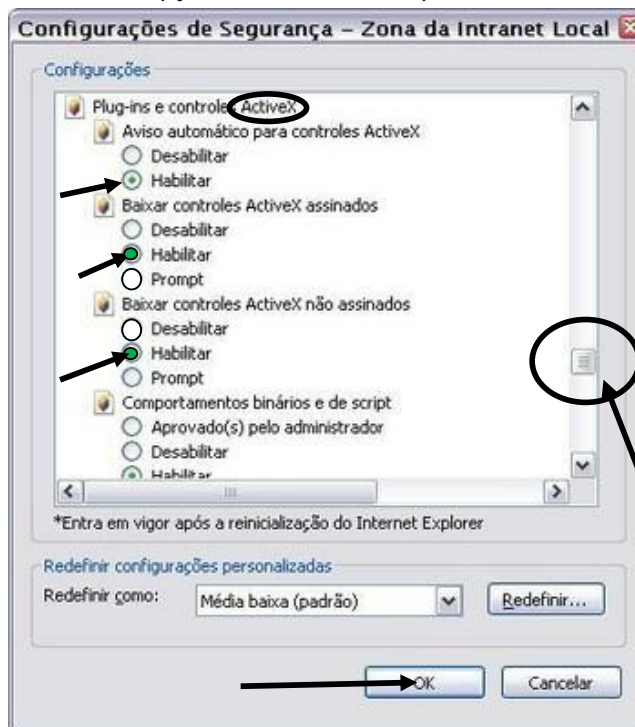 Configurações de Segurança – Zona da Intranet Local
Configurações
Plug-ins e controles ActiveX
Aviso automático para controles ActiveX
Desabilitar
Habilitar
Baixar controles ActiveX assinados
Desabilitar
Habilitar
Prompt
Baixar controles ActiveX não assinados
Desabilitar
Habilitar
Prompt
Comportamentos binários e de script
Aprovado(s) pelo administrador
Desabilitar
Habilitar
*Entra em vigor após a reinicialização do Internet Explorer
Redefinir configurações personalizadas
Redefinir como: Média baixa (padrão) Redefinir...
OK Cancelar